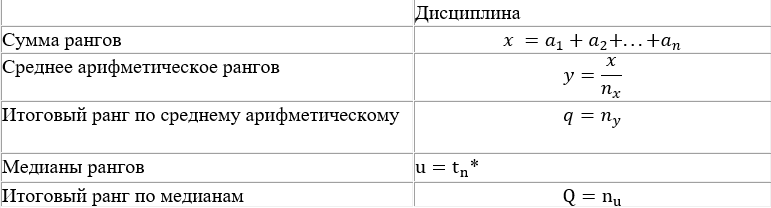 Дисциплина
Сумма рангов x = a₁ + a₂+...+aₙ
Среднее арифметическое рангов y = x/nₓ
Итоговый ранг по среднему арифметическому q = n_y
Медианы рангов u = tₙ*
Итоговый ранг по медианам Q = nᵤ